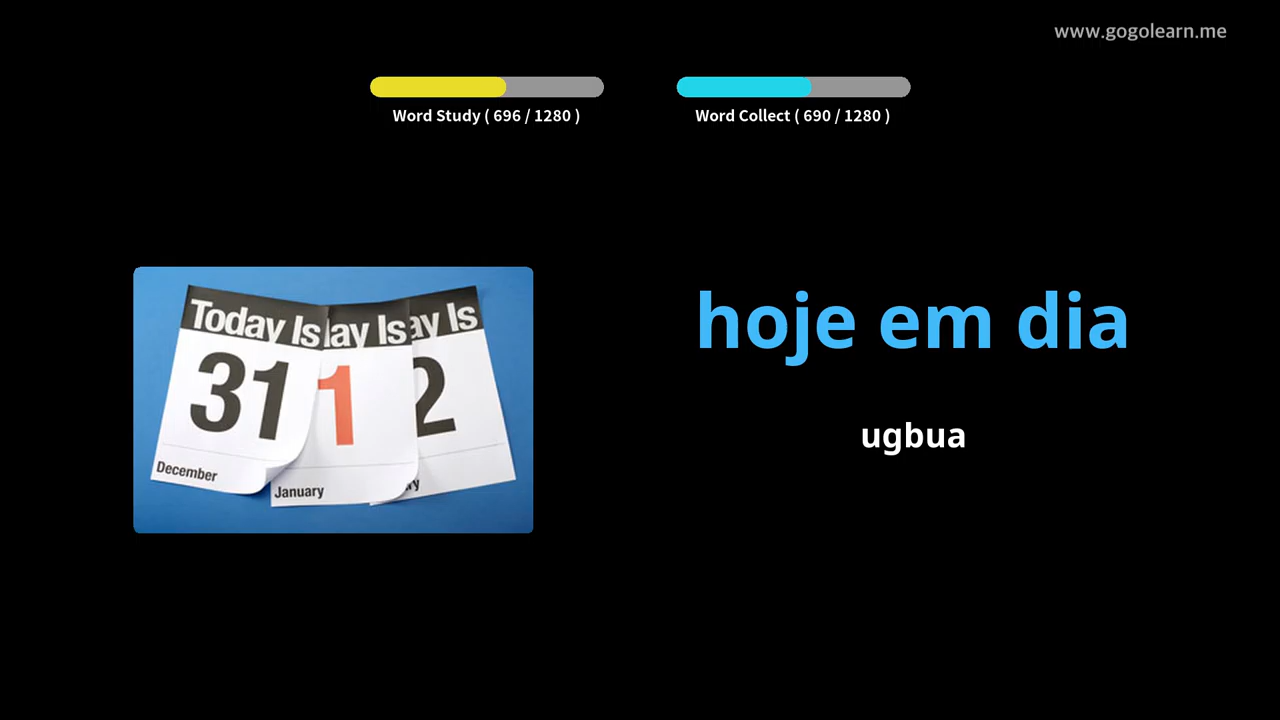 www.gogolearn.me
Word Study ( 696 / 1280 )
Word Collect ( 690 / 1280 )
Today Is
31
December
day Is
1
January
ay Is
2
ry
hoje em dia
ugbua